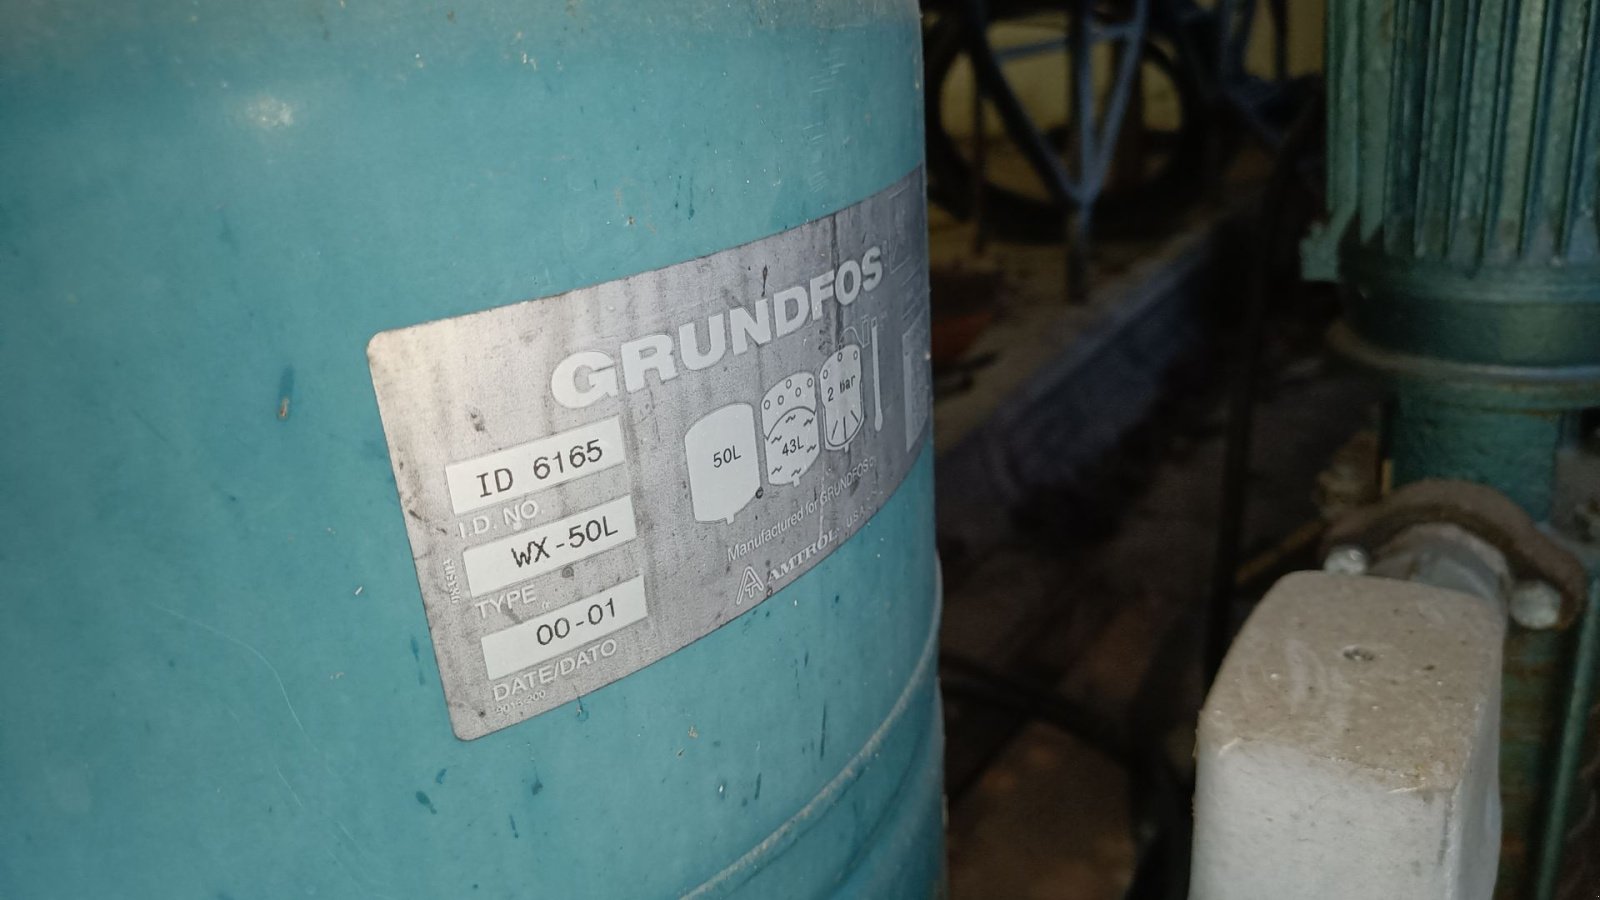 GRUNDFOS
ID 6165
I.D. NO.
WX-50L
TYPE
00-01
DATE/DATO
50L
43L
2 bar
Manufactured for GRUNDFOS by
AMTROL U.S.A.